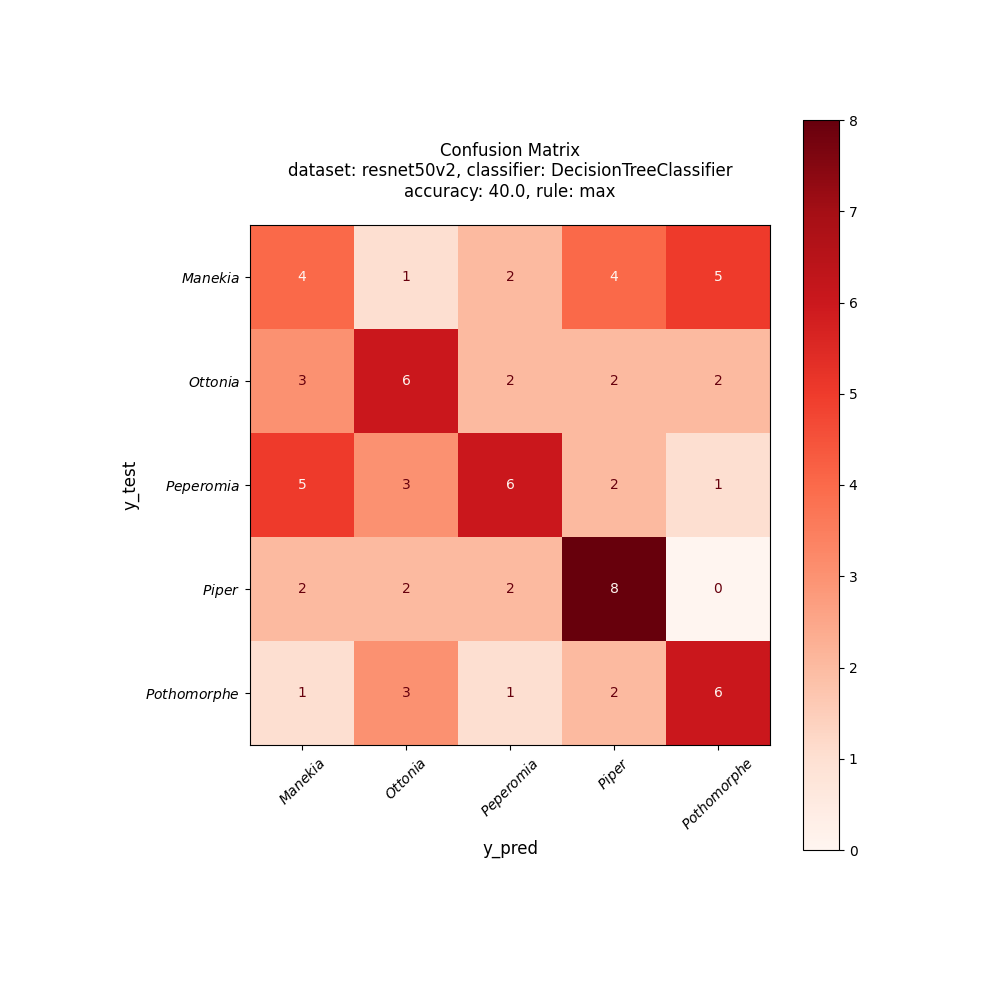 Confusion Matrix
dataset: resnet50v2, classifier: DecisionTreeClassifier
accuracy: 40.0, rule: max
y_test
Manekia 4 1 2 4 5
Ottonia 3 6 2 2 2
Peperomia 5 3 6 2 1
Piper 2 2 2 8 0
Pothomorphe 1 3 1 2 6
Manekia Ottonia Peperomia Piper Pothomorphe
y_pred
8
7
6
5
4
3
2
1
0